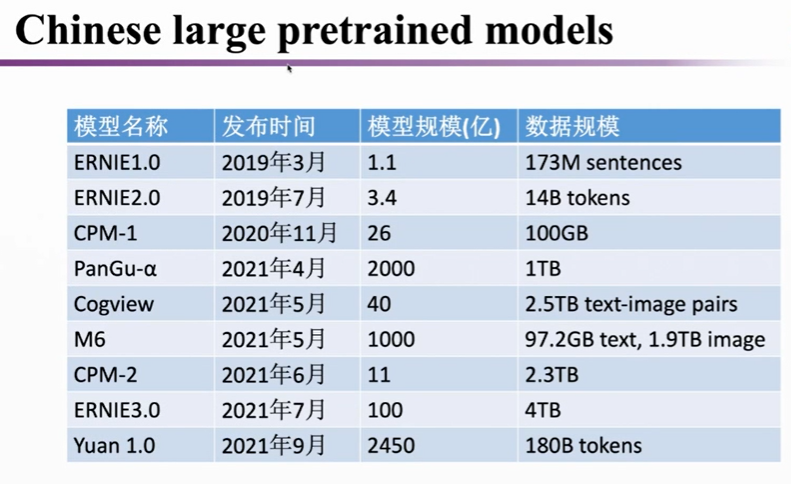 Chinese large pretrained models
模型名称 发布时间 模型规模(亿) 数据规模
ERNIE1.0 2019年3月 1.1 173M sentences
ERNIE2.0 2019年7月 3.4 14B tokens
CPM-1 2020年11月 26 100GB
PanGu-α 2021年4月 2000 1TB
Cogview 2021年5月 40 2.5TB text-image pairs
M6 2021年5月 1000 97.2GB text, 1.9TB image
CPM-2 2021年6月 11 2.3TB
ERNIE3.0 2021年7月 100 4TB
Yuan 1.0 2021年9月 2450 180B tokens